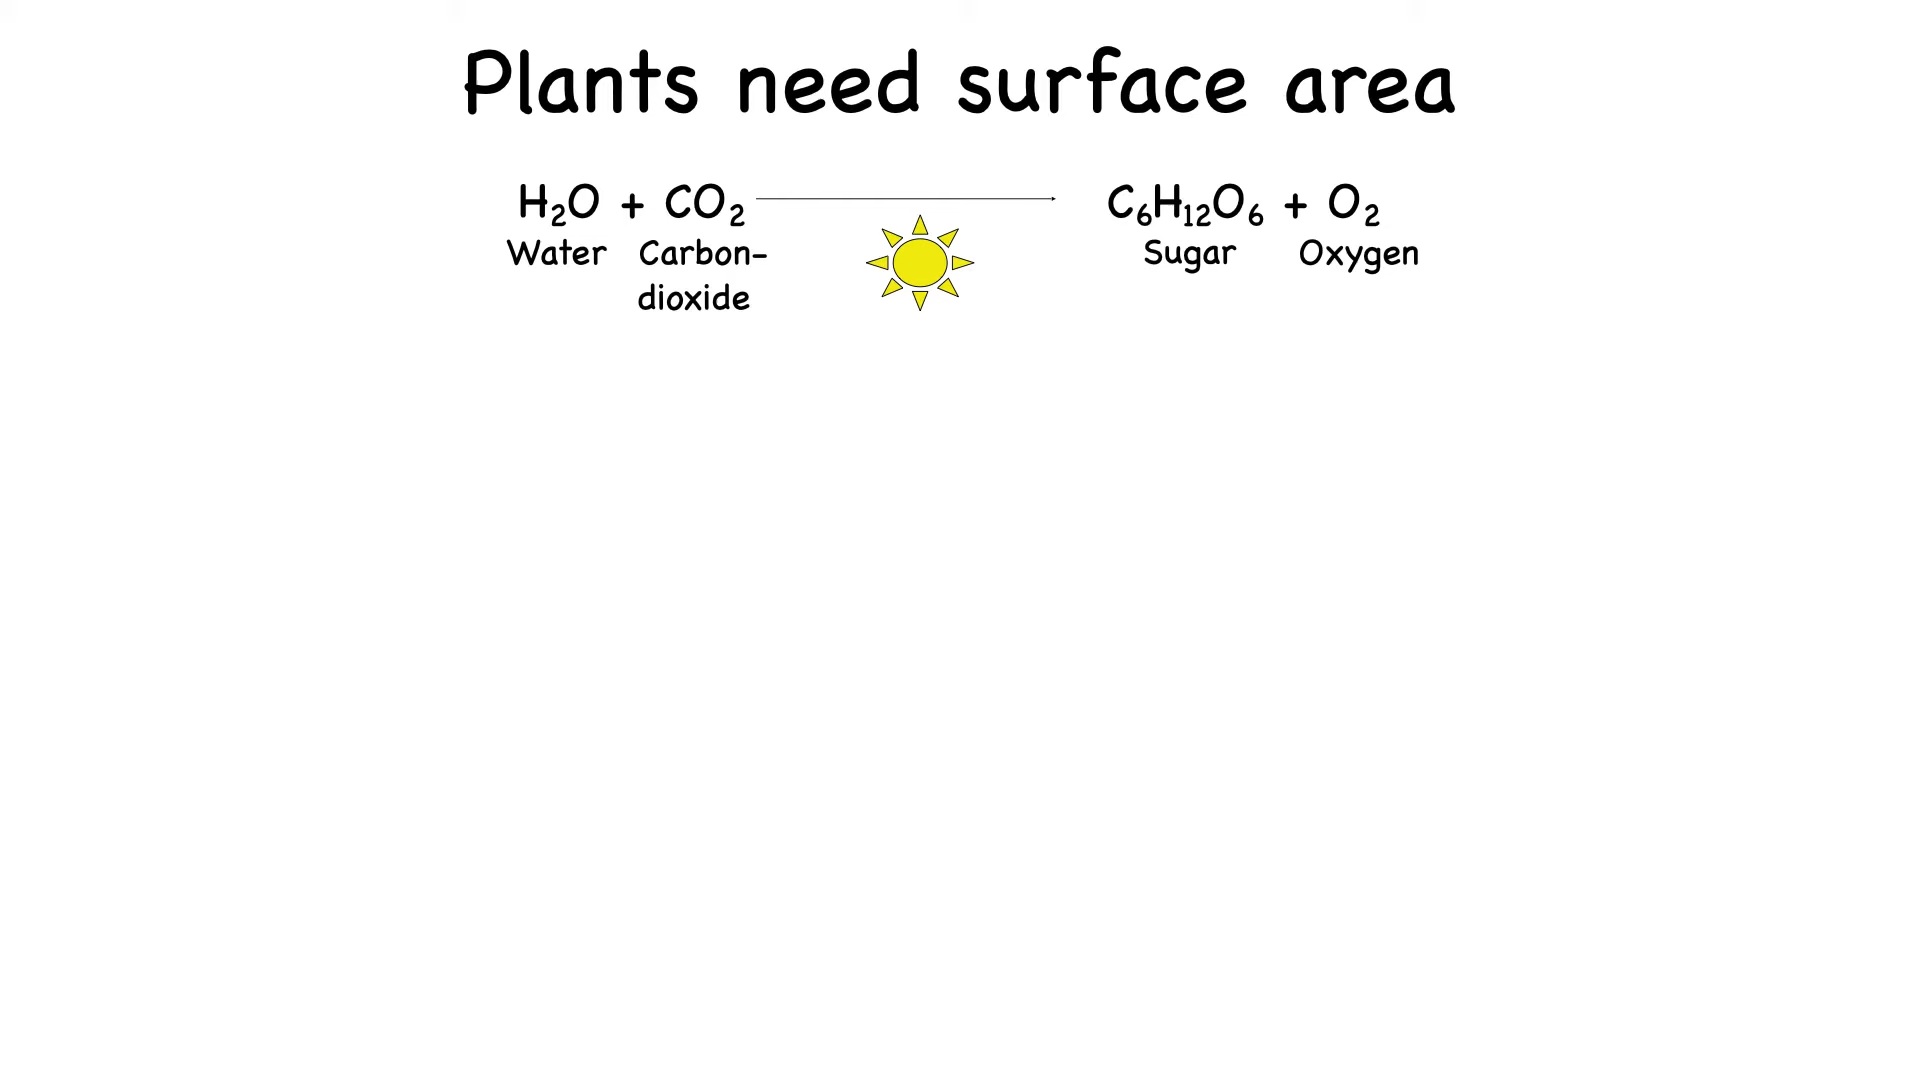 Plants need surface area
H₂O + CO₂ C₆H₁₂O₆ + O₂
Water Carbon- Sugar Oxygen
dioxide